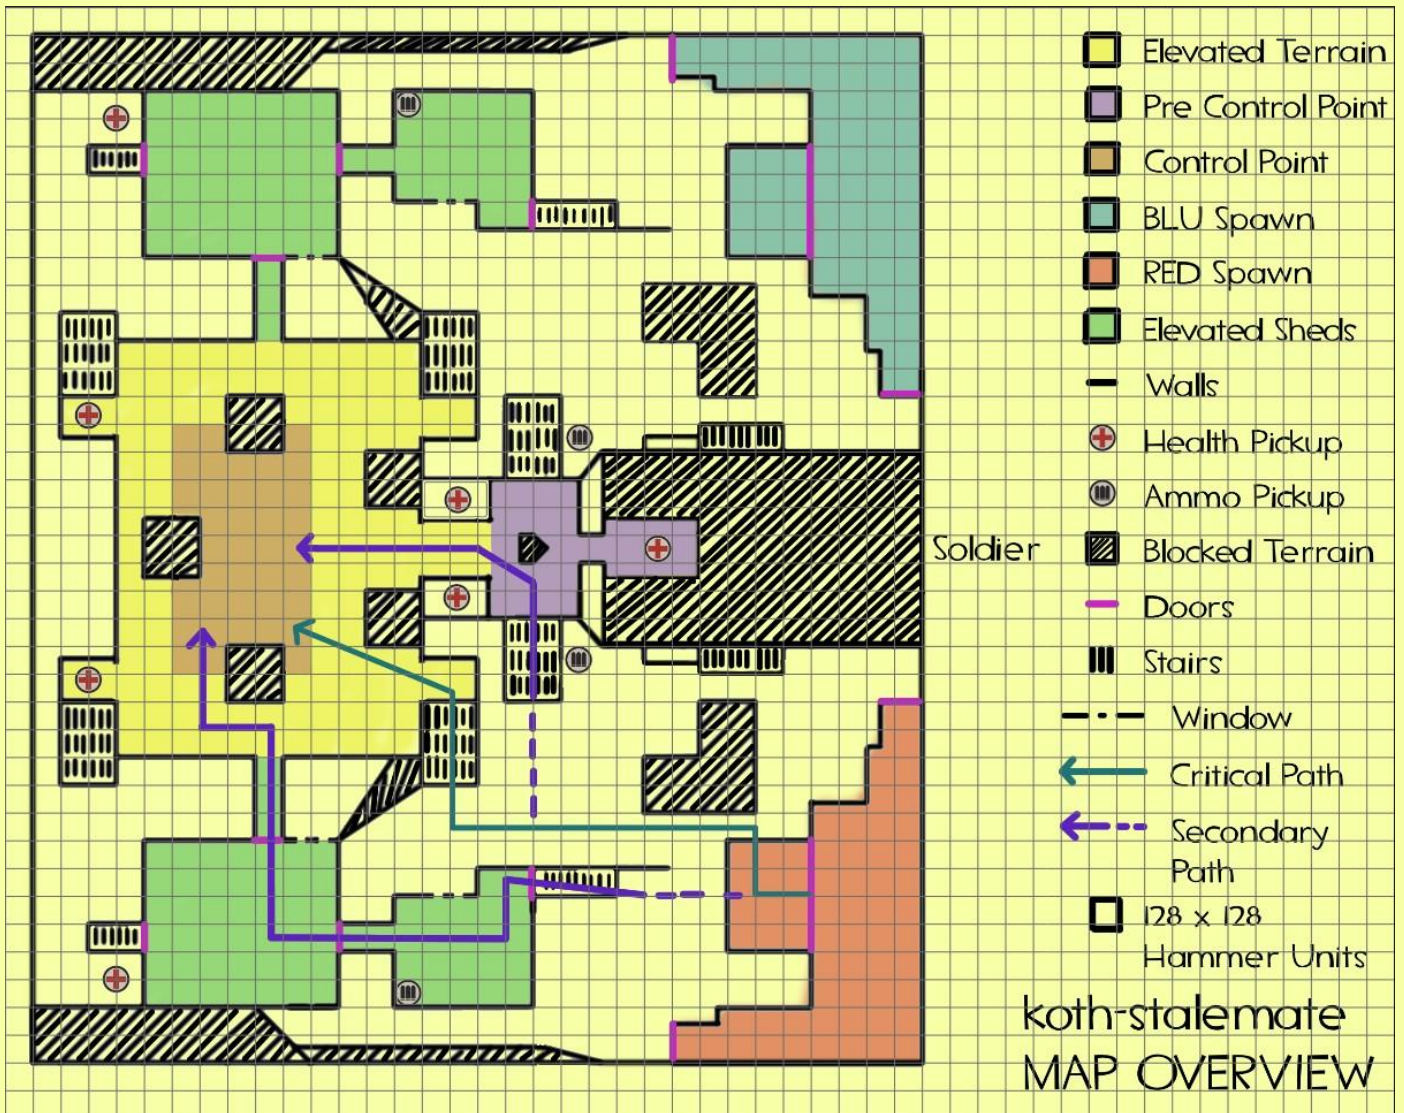 Elevated Terrain
Pre Control Point
Control Point
BLU Spawn
RED Spawn
Elevated Sheds
Walls
Health Pickup
Ammo Pickup
Soldier
Blocked Terrain
Doors
Stairs
Window
Critical Path
Secondary
Path
128 x 128
Hammer Units
koth-stalemate
MAP OVERVIEW